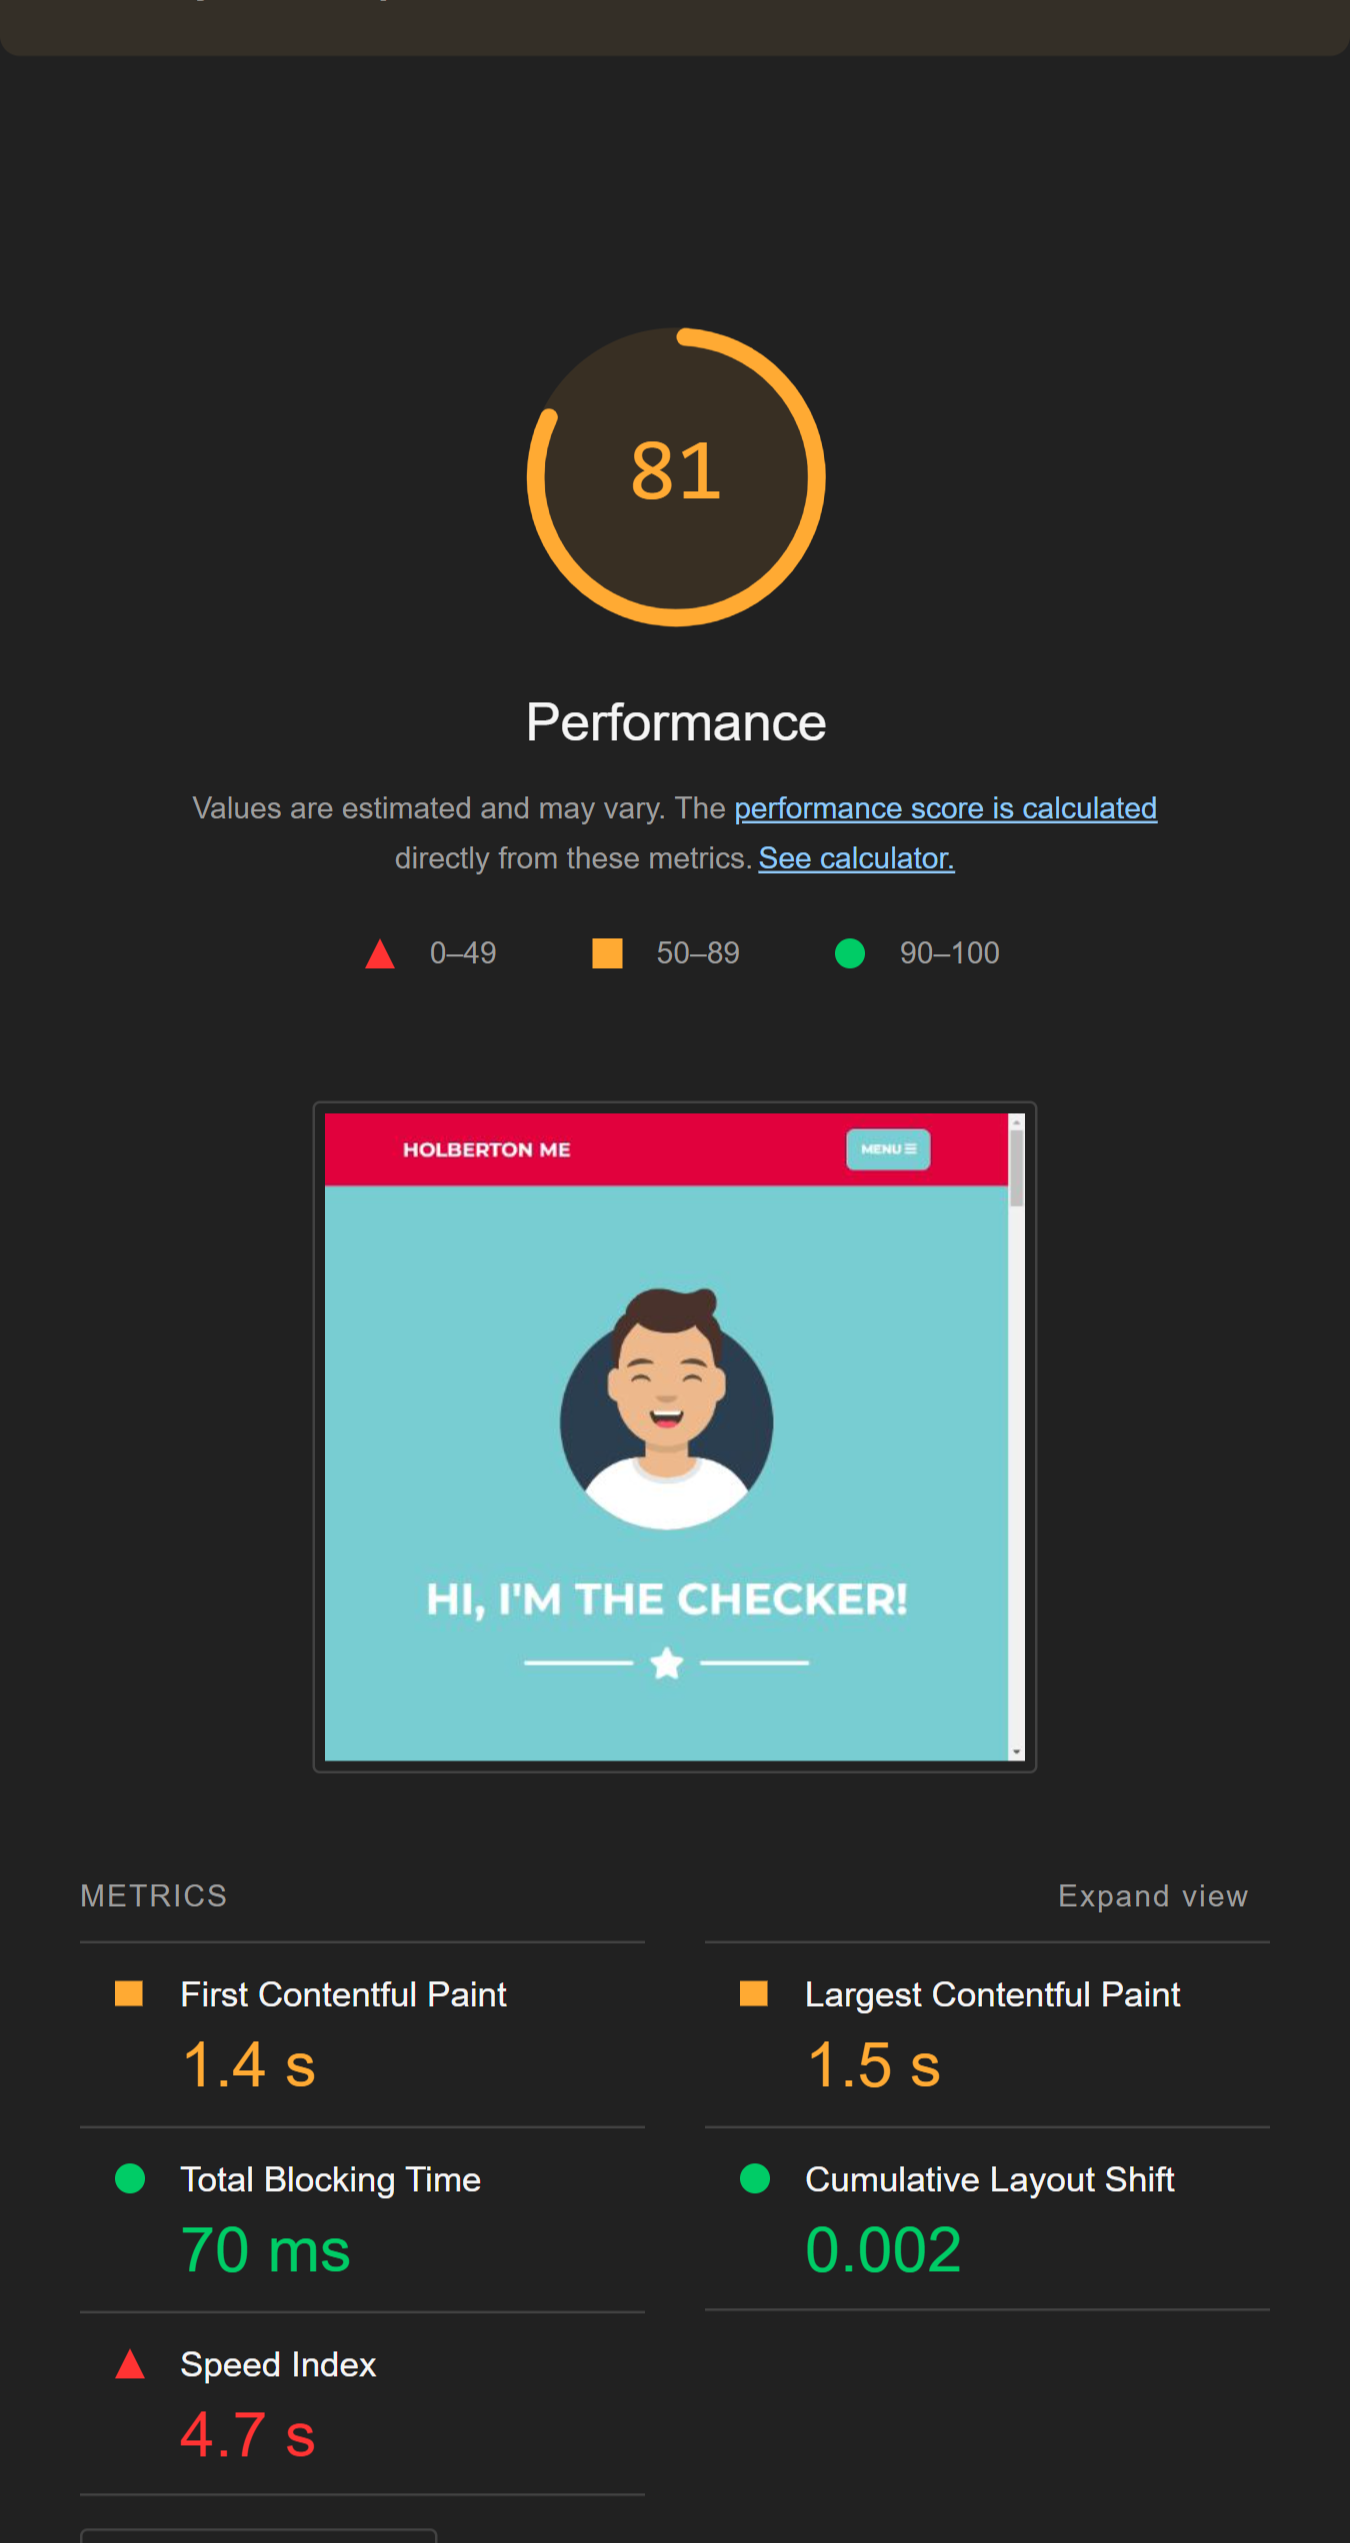 81
Performance
Values are estimated and may vary. The performance score is calculated
directly from these metrics. See calculator.
0–49 50–89 90–100
HOLBERTON ME MENU
HI, I'M THE CHECKER!
METRICS Expand view
First Contentful Paint
1.4 s
Largest Contentful Paint
1.5 s
Total Blocking Time
70 ms
Cumulative Layout Shift
0.002
Speed Index
4.7 s